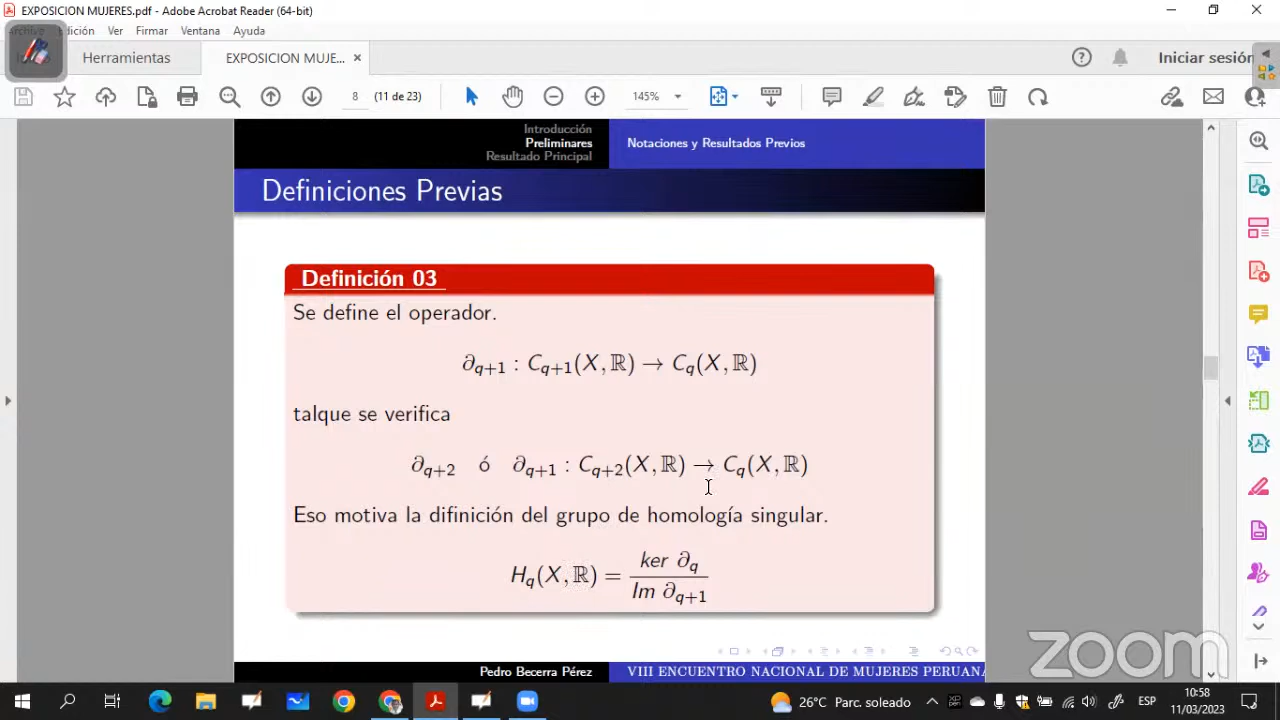 EXPOSICION MUJERES.pdf - Adobe Acrobat Reader (64-bit)
Archivo Edición Ver Firmar Ventana Ayuda
Herramientas EXPOSICION MUJE... × Iniciar sesión
8 (11 de 23) 145%
Introducción
Preliminares
Resultado Principal
Notaciones y Resultados Previos
Definiciones Previas
Definición 03
Se define el operador.
∂q+1 : Cq+1(X, ℝ) → Cq(X, ℝ)
talque se verifica
∂q+2 ó ∂q+1 : Cq+2(X, ℝ) → Cq(X, ℝ)
Eso motiva la difinición del grupo de homología singular.
Hq(X, ℝ) = ker ∂q / Im ∂q+1
Pedro Becerra Pérez VIII ENCUENTRO NACIONAL DE MUJERES PERUANA
zoom
26°C Parc. soleado ESP 10:58
11/03/2023